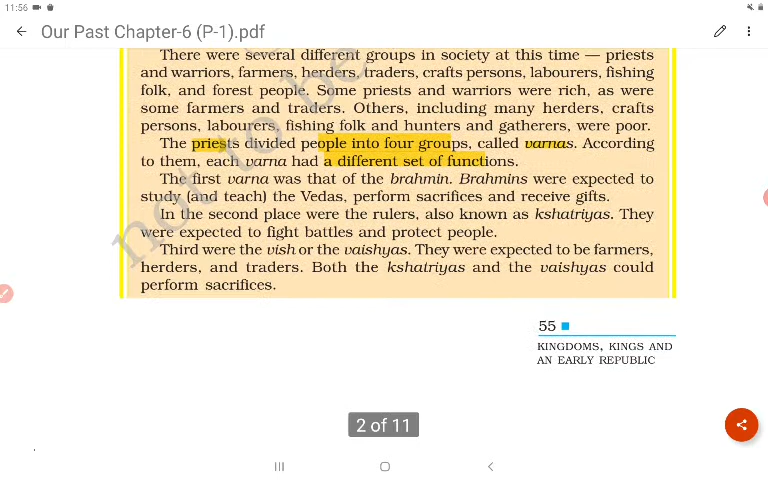 11:56
Our Past Chapter-6 (P-1).pdf
There were several different groups in society at this time — priests
and warriors, farmers, herders, traders, crafts persons, labourers, fishing
folk, and forest people. Some priests and warriors were rich, as were
some farmers and traders. Others, including many herders, crafts
persons, labourers, fishing folk and hunters and gatherers, were poor.
The priests divided people into four groups, called varnas. According
to them, each varna had a different set of functions.
The first varna was that of the brahmin. Brahmins were expected to
study (and teach) the Vedas, perform sacrifices and receive gifts.
In the second place were the rulers, also known as kshatriyas. They
were expected to fight battles and protect people.
Third were the vish or the vaishyas. They were expected to be farmers,
herders, and traders. Both the kshatriyas and the vaishyas could
perform sacrifices.
not to be
55
KINGDOMS, KINGS AND
AN EARLY REPUBLIC
2 of 11